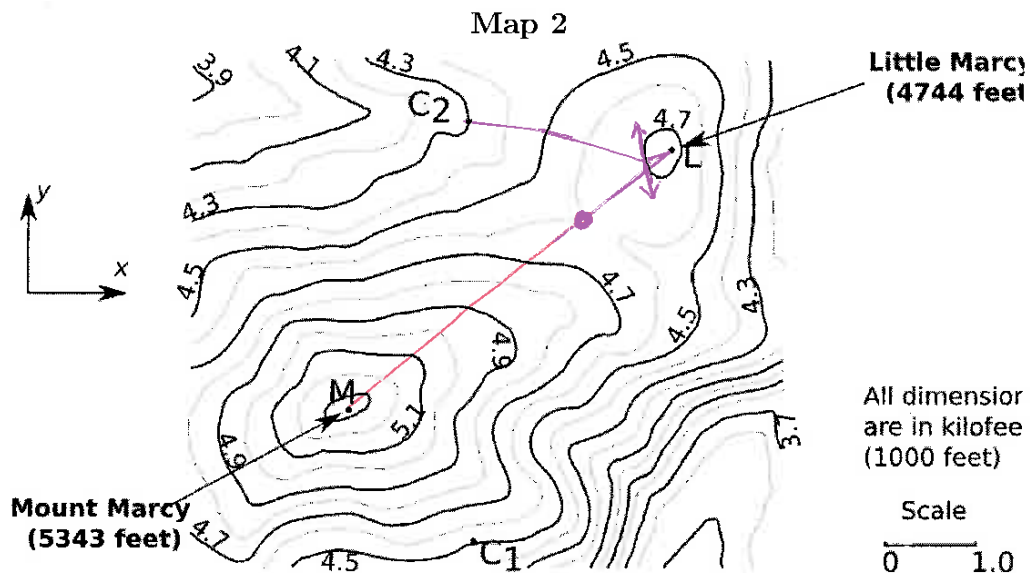 Map 2
3.9
4.1
4.3
4.5
Little Marcy
(4744 feet
C2
4.7
L
y
4.3
x
4.5
4.7
4.5
4.3
4.9
M
5.1
All dimension
are in kilofee
(1000 feet)
4.9
3.7
Mount Marcy
(5343 feet)
4.7
4.5
C1
Scale
0 1.0